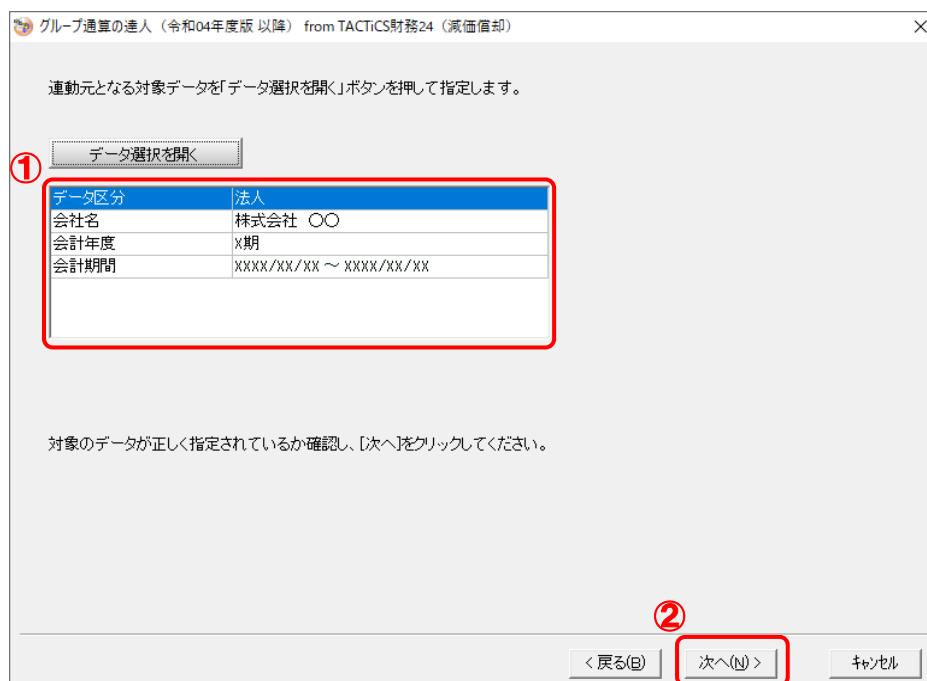 グループ通算の達人（令和04年度版 以降） from TACTiCS財務24（減価償却）
連動元となる対象データを「データ選択を開く」ボタンを押して指定します。
データ選択を開く
①
データ区分 法人
会社名 株式会社 〇〇
会計年度 X期
会計期間 XXXX/XX/XX ～ XXXX/XX/XX
対象のデータが正しく指定されているか確認し、[次へ]をクリックしてください。
②
< 戻る(B) 次へ(N) > キャンセル